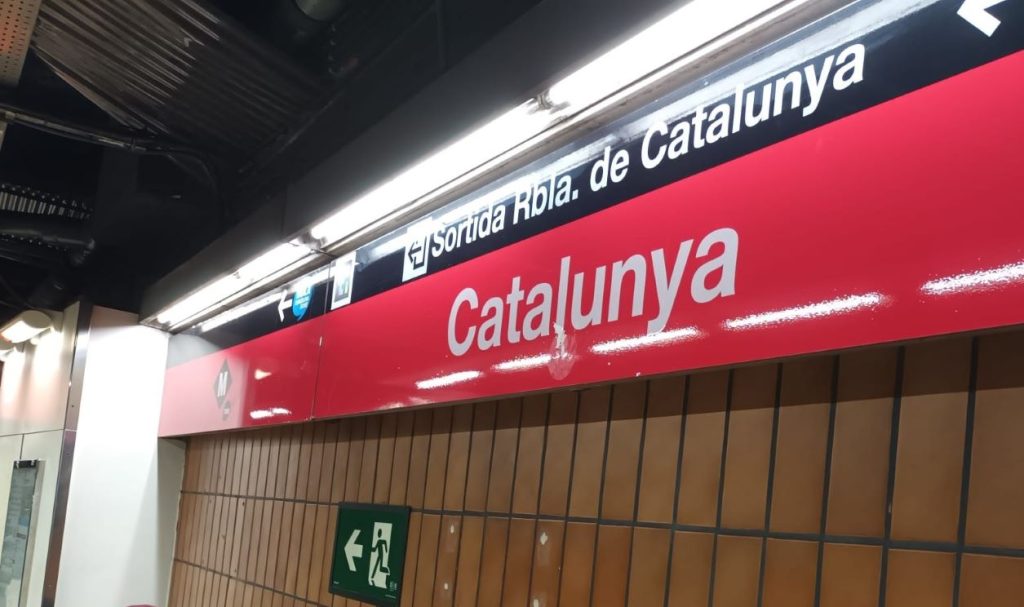 Sortida Rbla. de Catalunya
Catalunya
M